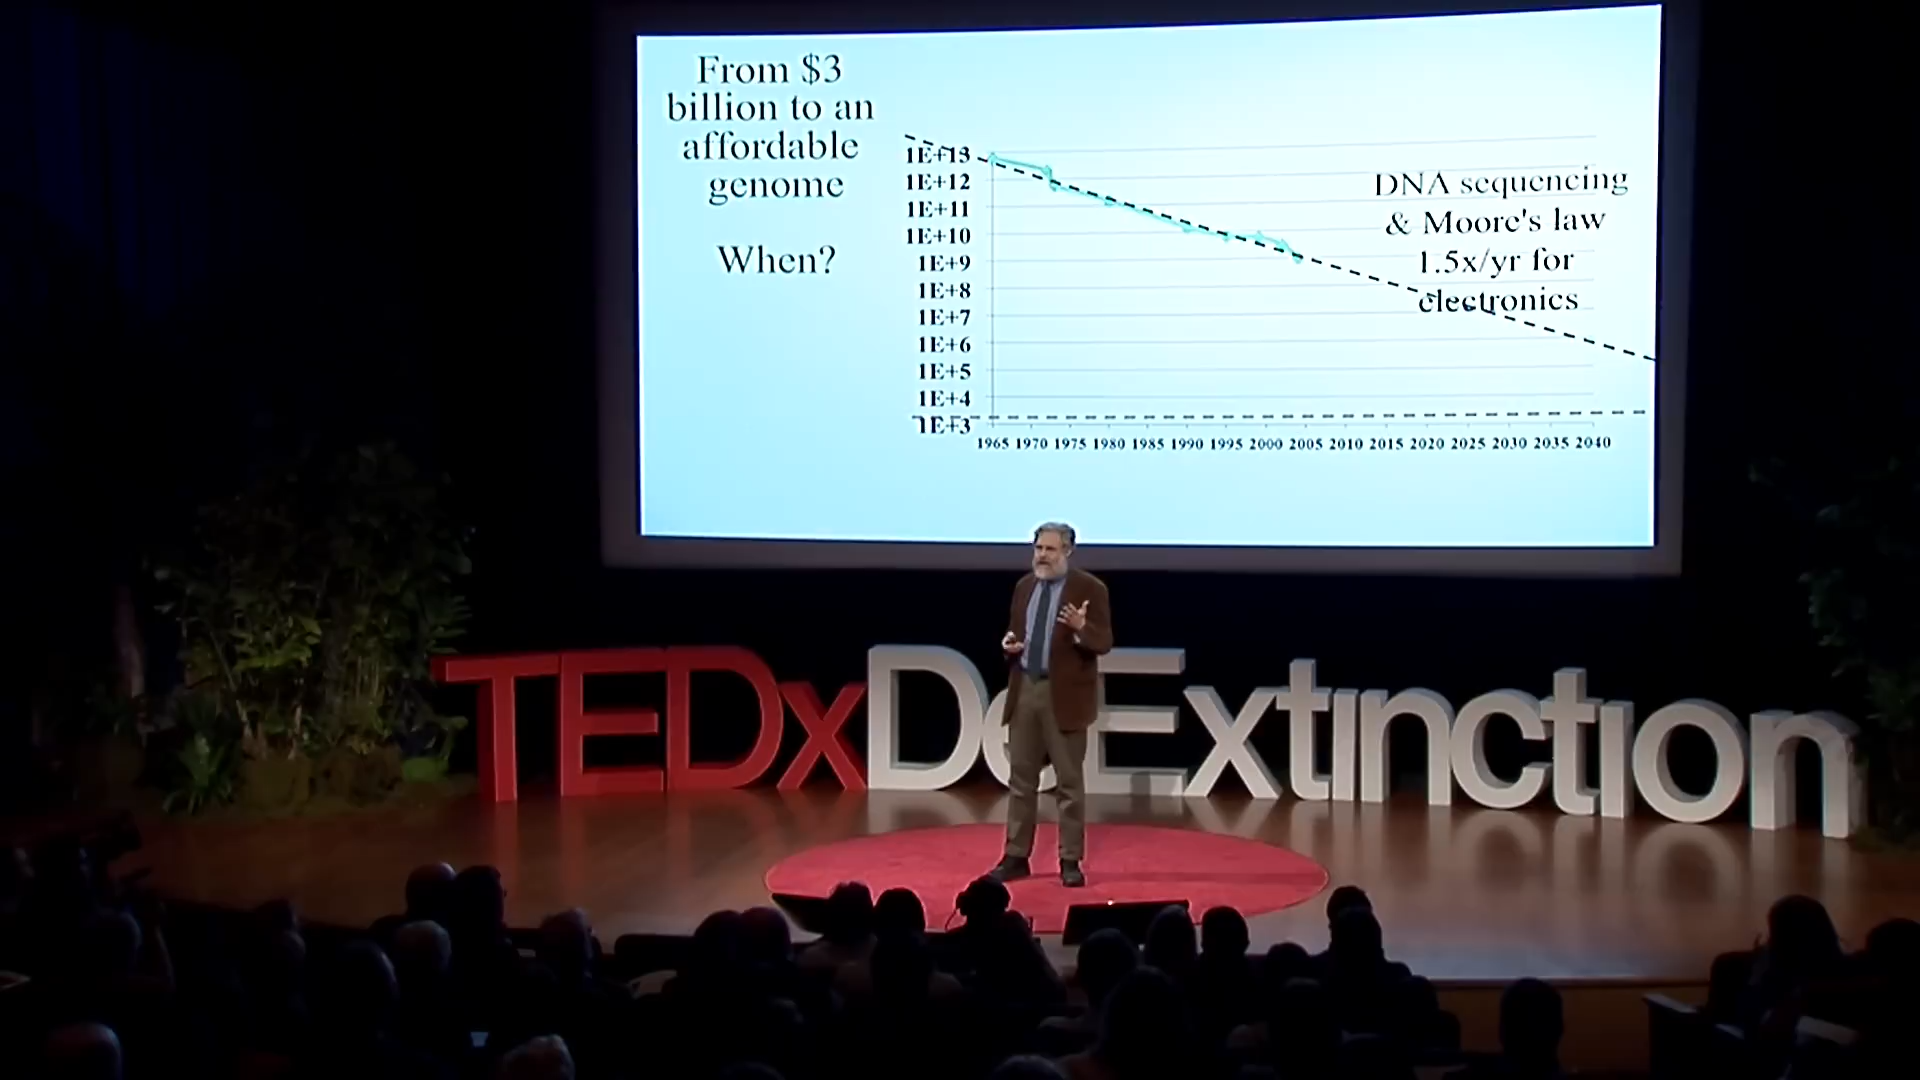 From $3
billion to an
affordable
genome
When?
1E+13
1E+12
1E+11
1E+10
1E+9
1E+8
1E+7
1E+6
1E+5
1E+4
1E+3
DNA sequencing
& Moore's law
1.5x/yr for
electronics
1965 1970 1975 1980 1985 1990 1995 2000 2005 2010 2015 2020 2025 2030 2035 2040
TEDxDeExtinction